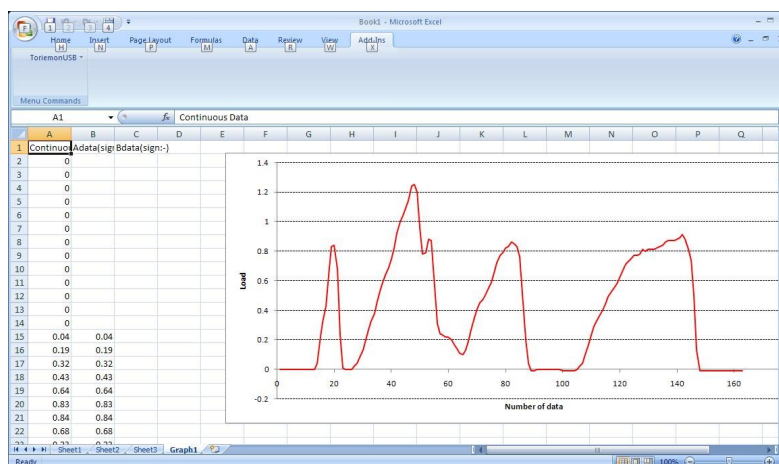 Book1 - Microsoft Excel
F 1 2 3 4
Home Insert Page Layout Formulas Data Review View Add-Ins
H N P M A R W X
ToriemonUSB
Menu Commands
A1 fx Continuous Data
A B C D E F G H I J K L M N O P Q
1 Continuou Adata(sign Bdata(sign:-)
2 0
3 0
4 0
5 0
6 0
7 0
8 0
9 0
10 0
11 0
12 0
13 0
14 0
15 0.04 0.04
16 0.19 0.19
17 0.32 0.32
18 0.43 0.43
19 0.64 0.64
20 0.83 0.83
21 0.84 0.84
22 0.68 0.68
1.4
1.2
1
0.8
0.6
0.4
0.2
0
-0.2
Load
0 20 40 60 80 100 120 140 160
Number of data
Sheet1 Sheet2 Sheet3 Graph1
Ready 100%